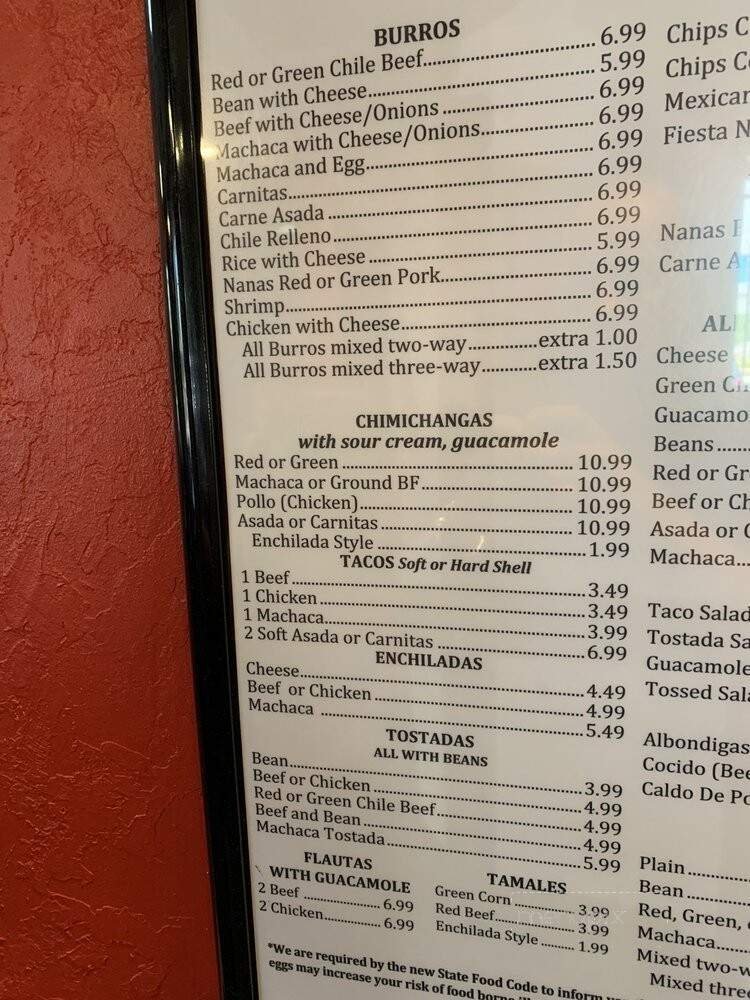 BURROS
Red or Green Chile Beef 6.99
Bean with Cheese 5.99
Beef with Cheese/Onions 6.99
Machaca with Cheese/Onions 6.99
Machaca and Egg 6.99
Carnitas 6.99
Carne Asada 6.99
Chile Relleno 6.99
Rice with Cheese 5.99
Nanas Red or Green Pork 6.99
Shrimp 6.99
Chicken with Cheese 6.99
All Burros mixed two-way extra 1.00
All Burros mixed three-way extra 1.50
CHIMICHANGAS
with sour cream, guacamole
Red or Green 10.99
Machaca or Ground BF 10.99
Pollo (Chicken) 10.99
Asada or Carnitas 10.99
Enchilada Style 1.99
TACOS Soft or Hard Shell
1 Beef 3.49
1 Chicken 3.49
1 Machaca 3.99
2 Soft Asada or Carnitas 6.99
ENCHILADAS
Cheese 4.49
Beef or Chicken 4.99
Machaca 5.49
TOSTADAS
ALL WITH BEANS
Bean 3.99
Beef or Chicken 4.99
Red or Green Chile Beef 4.99
Beef and Bean 4.99
Machaca Tostada 5.99
FLAUTAS
WITH GUACAMOLE
2 Beef 6.99
2 Chicken 6.99
TAMALES
Green Corn 3.99
Red Beef 3.99
Enchilada Style 1.99
*We are required by the new State Food Code to inform
eggs may increase your risk of food
Chips
Chips
Mexican
Fiesta
Nanas
Carne
Cheese
Green
Guacamo
Beans
Red or Gr
Beef or Ch
Asada or
Machaca
Taco Salad
Tostada Sa
Guacamole
Tossed Sala
Albondigas
Cocido (Bee
Caldo De Po
Plain
Bean
Red, Green,
Machaca
Mixed two-w
Mixed thre